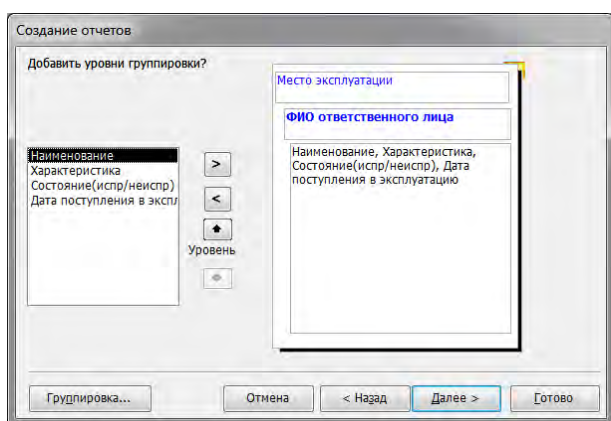 Создание отчетов
Добавить уровни группировки?
Наименование
Характеристика
Состояние(испр/неиспр)
Дата поступления в экспл
>
<
Уровень
Место эксплуатации
ФИО ответственного лица
Наименование, Характеристика,
Состояние(испр/неиспр), Дата
поступления в эксплуатацию
Группировка...
Отмена
< Назад
Далее >
Готово